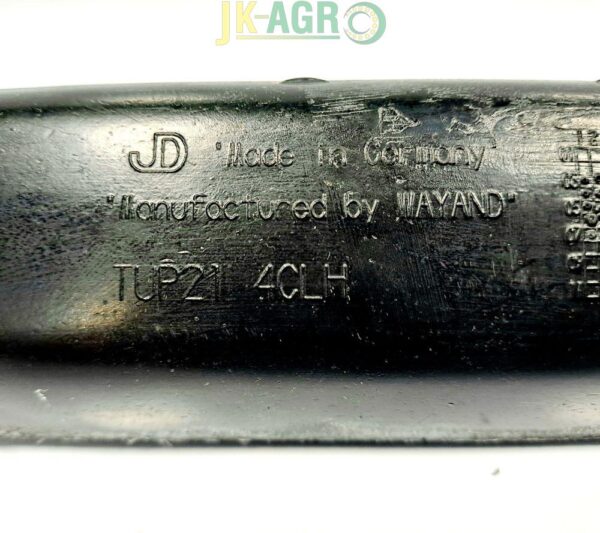 JK-AGRO
JD "Made in Germany"
"Manufactured by WAYAND"
TUP21 4CLH